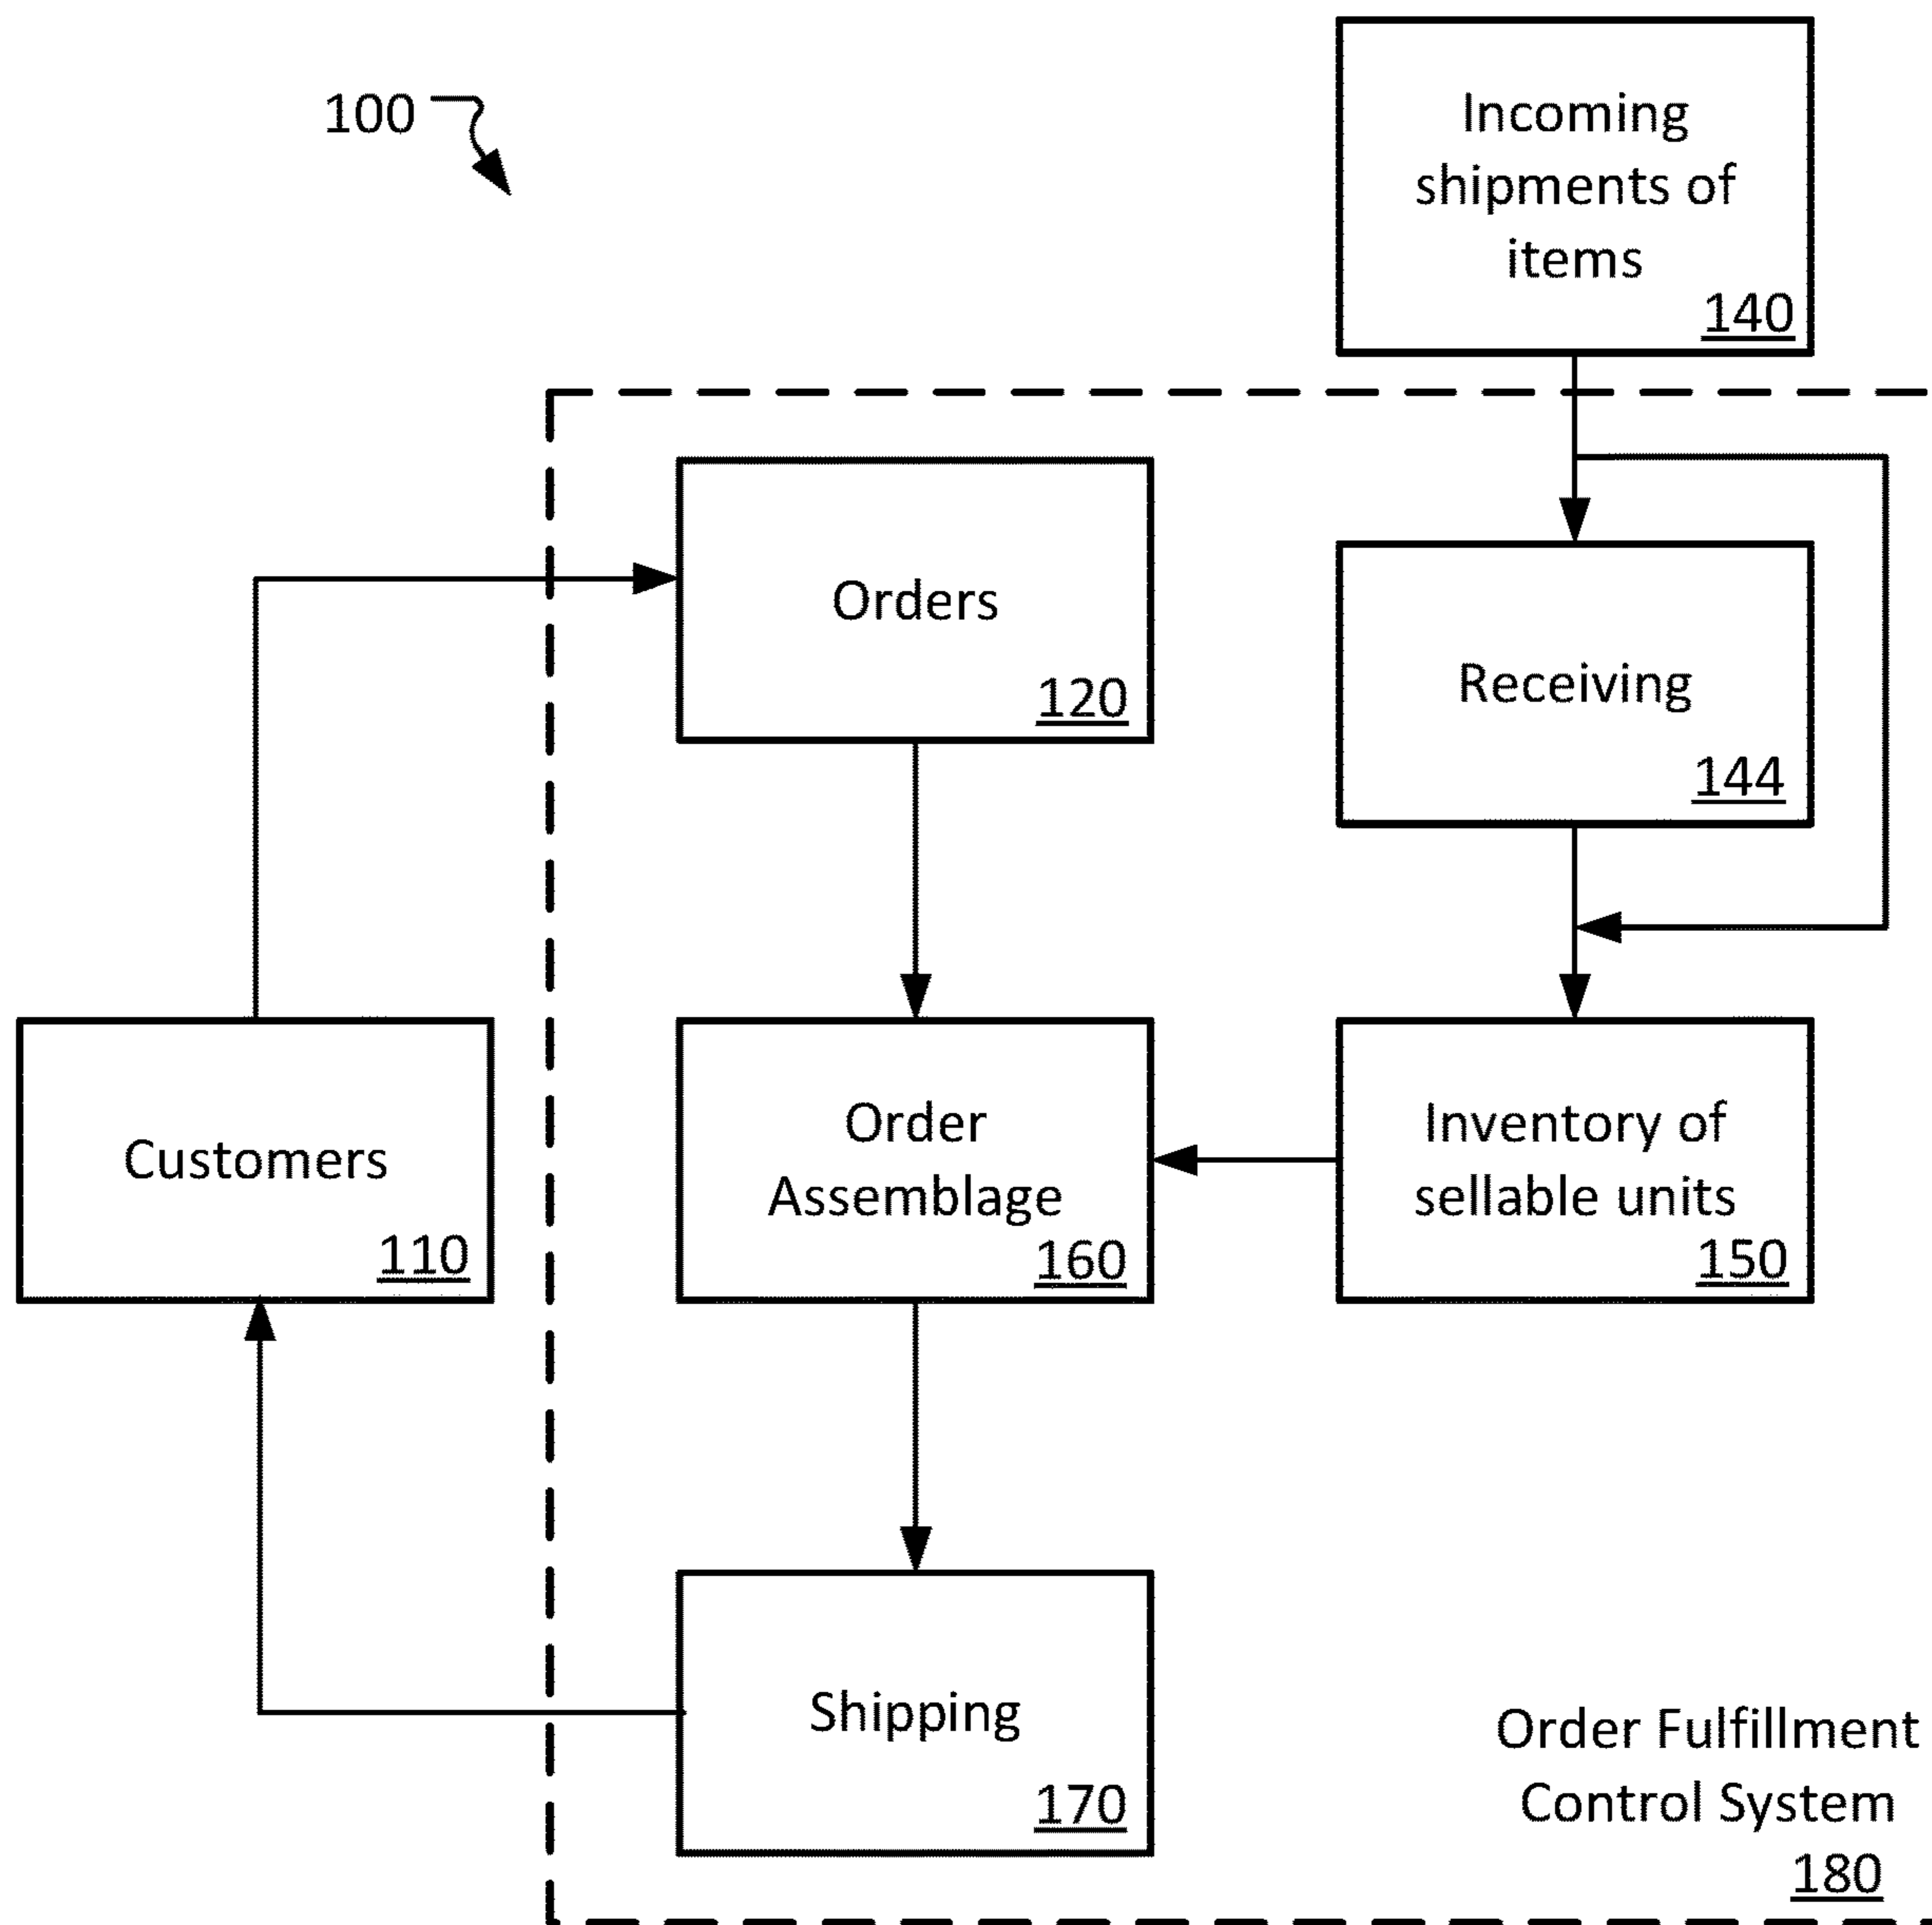 100
Incoming
shipments of
items
140
Orders
120
Receiving
144
Customers
110
Order
Assemblage
160
Inventory of
sellable units
150
Shipping
170
Order Fulfillment
Control System
180